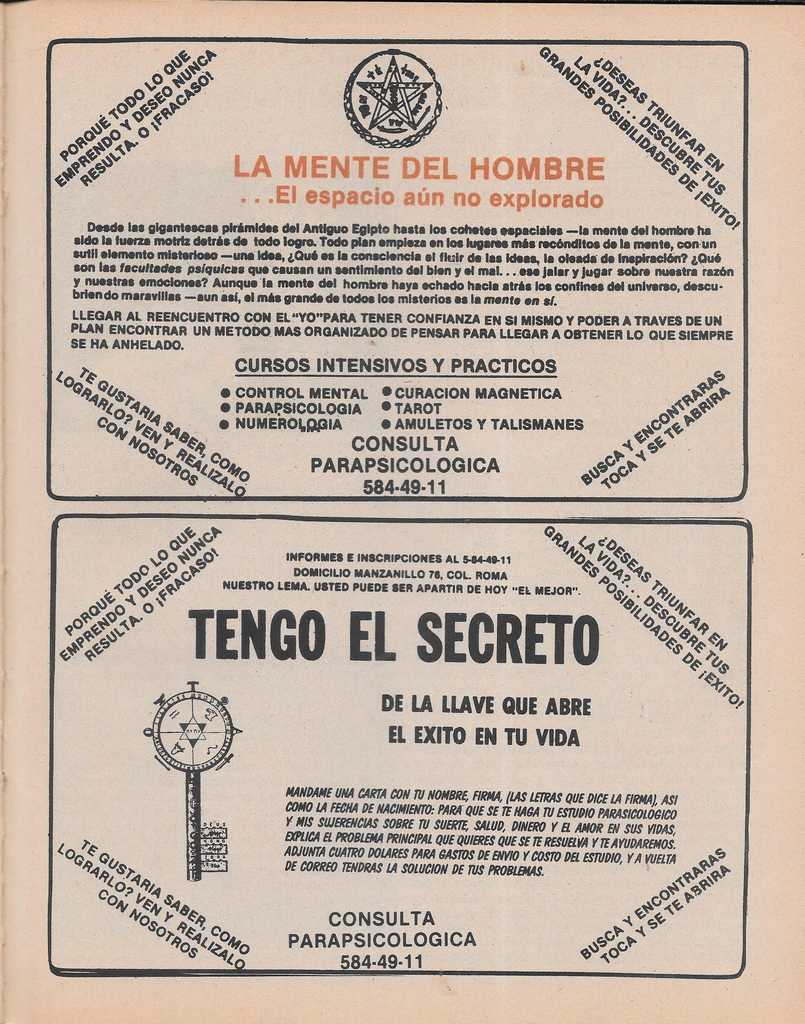 PORQUÉ TODO LO QUE
EMPRENDO Y DESEO NUNCA
RESULTA. O ¡FRACASO!
¿DESEAS TRIUNFAR EN
LA VIDA?... DESCUBRE TUS
GRANDES POSIBILIDADES DE ¡EXITO!
LA MENTE DEL HOMBRE
...El espacio aún no explorado
Desde las gigantescas pirámides del Antiguo Egipto hasta los cohetes espaciales —la mente del hombre ha
sido la fuerza motriz detrás de todo logro. Todo plan empieza en los lugares más recónditos de la mente, con un
sutil elemento misterioso —una idea, ¿Qué es la consciencia el fluir de las ideas, la oleada de inspiración? ¿Qué
son las facultades psíquicas que causan un sentimiento del bien y el mal... ese jalar y jugar sobre nuestra razón
y nuestras emociones? Aunque la mente del hombre haya echado hacia atrás los confines del universo, descu-
briendo maravillas —aun así, el más grande de todos los misterios es la mente en sí.
LLEGAR AL REENCUENTRO CON EL "YO" PARA TENER CONFIANZA EN SI MISMO Y PODER A TRAVES DE UN
PLAN ENCONTRAR UN METODO MAS ORGANIZADO DE PENSAR PARA LLEGAR A OBTENER LO QUE SIEMPRE
SE HA ANHELADO.
CURSOS INTENSIVOS Y PRACTICOS
● CONTROL MENTAL ● CURACION MAGNETICA
● PARAPSICOLOGIA ● TAROT
● NUMEROLOGIA ● AMULETOS Y TALISMANES
TE GUSTARIA SABER, COMO
LOGRARLO? VEN Y REALIZALO
CON NOSOTROS
CONSULTA
PARAPSICOLOGICA
584-49-11
BUSCA Y ENCONTRARAS
TOCA Y SE TE ABRIRA
PORQUÉ TODO LO QUE
EMPRENDO Y DESEO NUNCA
RESULTA. O ¡FRACASO!
¿DESEAS TRIUNFAR EN
LA VIDA?... DESCUBRE TUS
GRANDES POSIBILIDADES DE ¡EXITO!
INFORMES E INSCRIPCIONES AL 5-84-49-11
DOMICILIO MANZANILLO 76, COL. ROMA
NUESTRO LEMA. USTED PUEDE SER APARTIR DE HOY "EL MEJOR".
TENGO EL SECRETO
DE LA LLAVE QUE ABRE
EL EXITO EN TU VIDA
MANDAME UNA CARTA CON TU NOMBRE, FIRMA, (LAS LETRAS QUE DICE LA FIRMA), ASI
COMO LA FECHA DE NACIMIENTO: PARA QUE SE TE HAGA TU ESTUDIO PARASICOLOGICO
Y MIS SUJERENCIAS SOBRE TU SUERTE, SALUD, DINERO Y EL AMOR EN SUS VIDAS,
EXPLICA EL PROBLEMA PRINCIPAL QUE QUIERES QUE SE TE RESUELVA Y TE AYUDAREMOS.
ADJUNTA CUATRO DOLARES PARA GASTOS DE ENVIO Y COSTO DEL ESTUDIO, Y A VUELTA
DE CORREO TENDRAS LA SOLUCION DE TUS PROBLEMAS.
TE GUSTARIA SABER, COMO
LOGRARLO? VEN Y REALIZALO
CON NOSOTROS
CONSULTA
PARAPSICOLOGICA
584-49-11
BUSCA Y ENCONTRARAS
TOCA Y SE TE ABRIRA